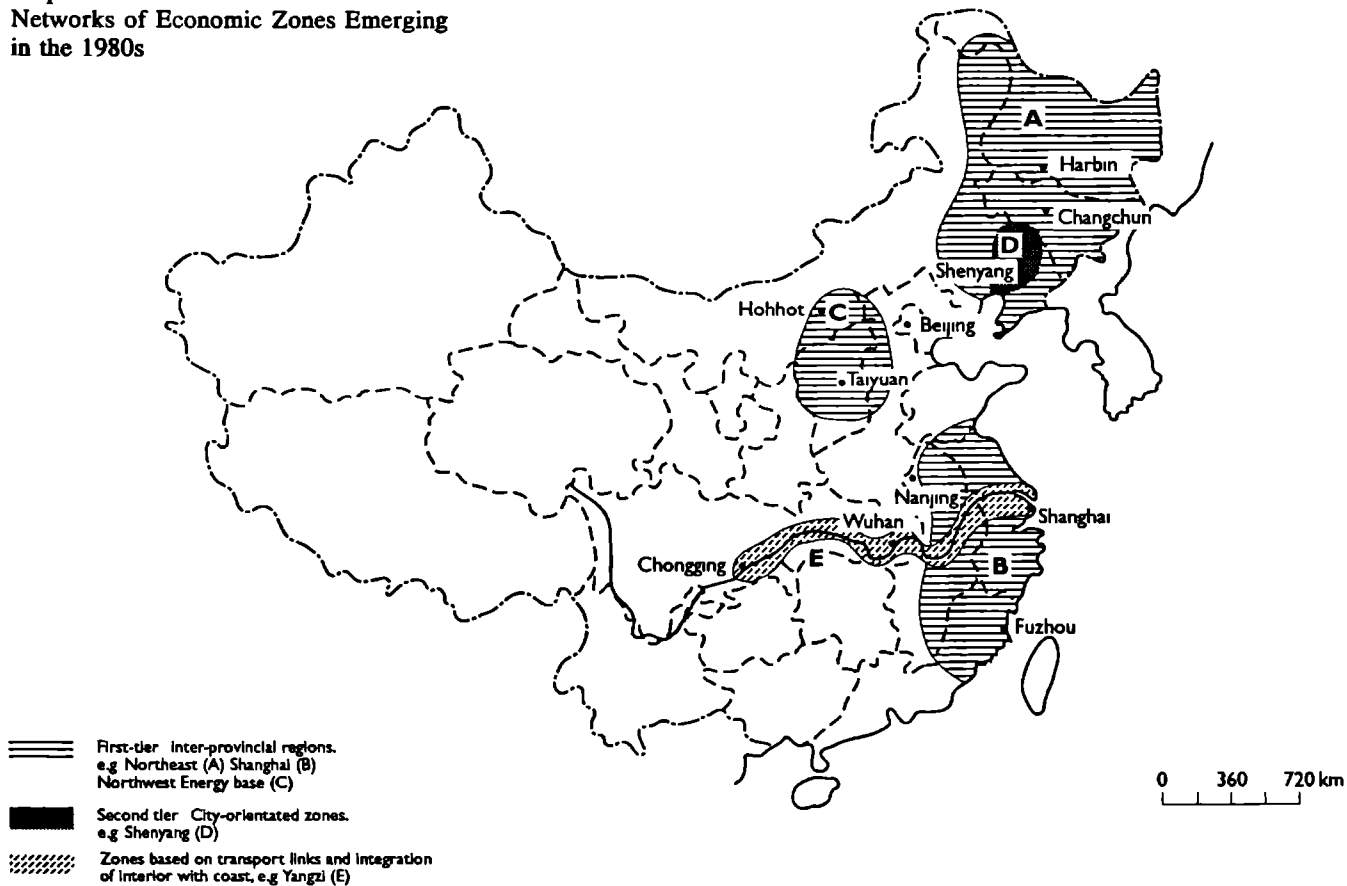 Networks of Economic Zones Emerging
in the 1980s
A
Harbin
Changchun
D
Shenyang
Hohhot
C
Beijing
Taiyuan
Nanjing
Wuhan
Shanghai
Chongging
E
B
Fuzhou
First-tier inter-provincial regions.
e.g Northeast (A) Shanghai (B)
Northwest Energy base (C)
Second tier City-orientated zones.
e.g Shenyang (D)
Zones based on transport links and integration
of interior with coast, e.g Yangzi (E)
0 360 720 km